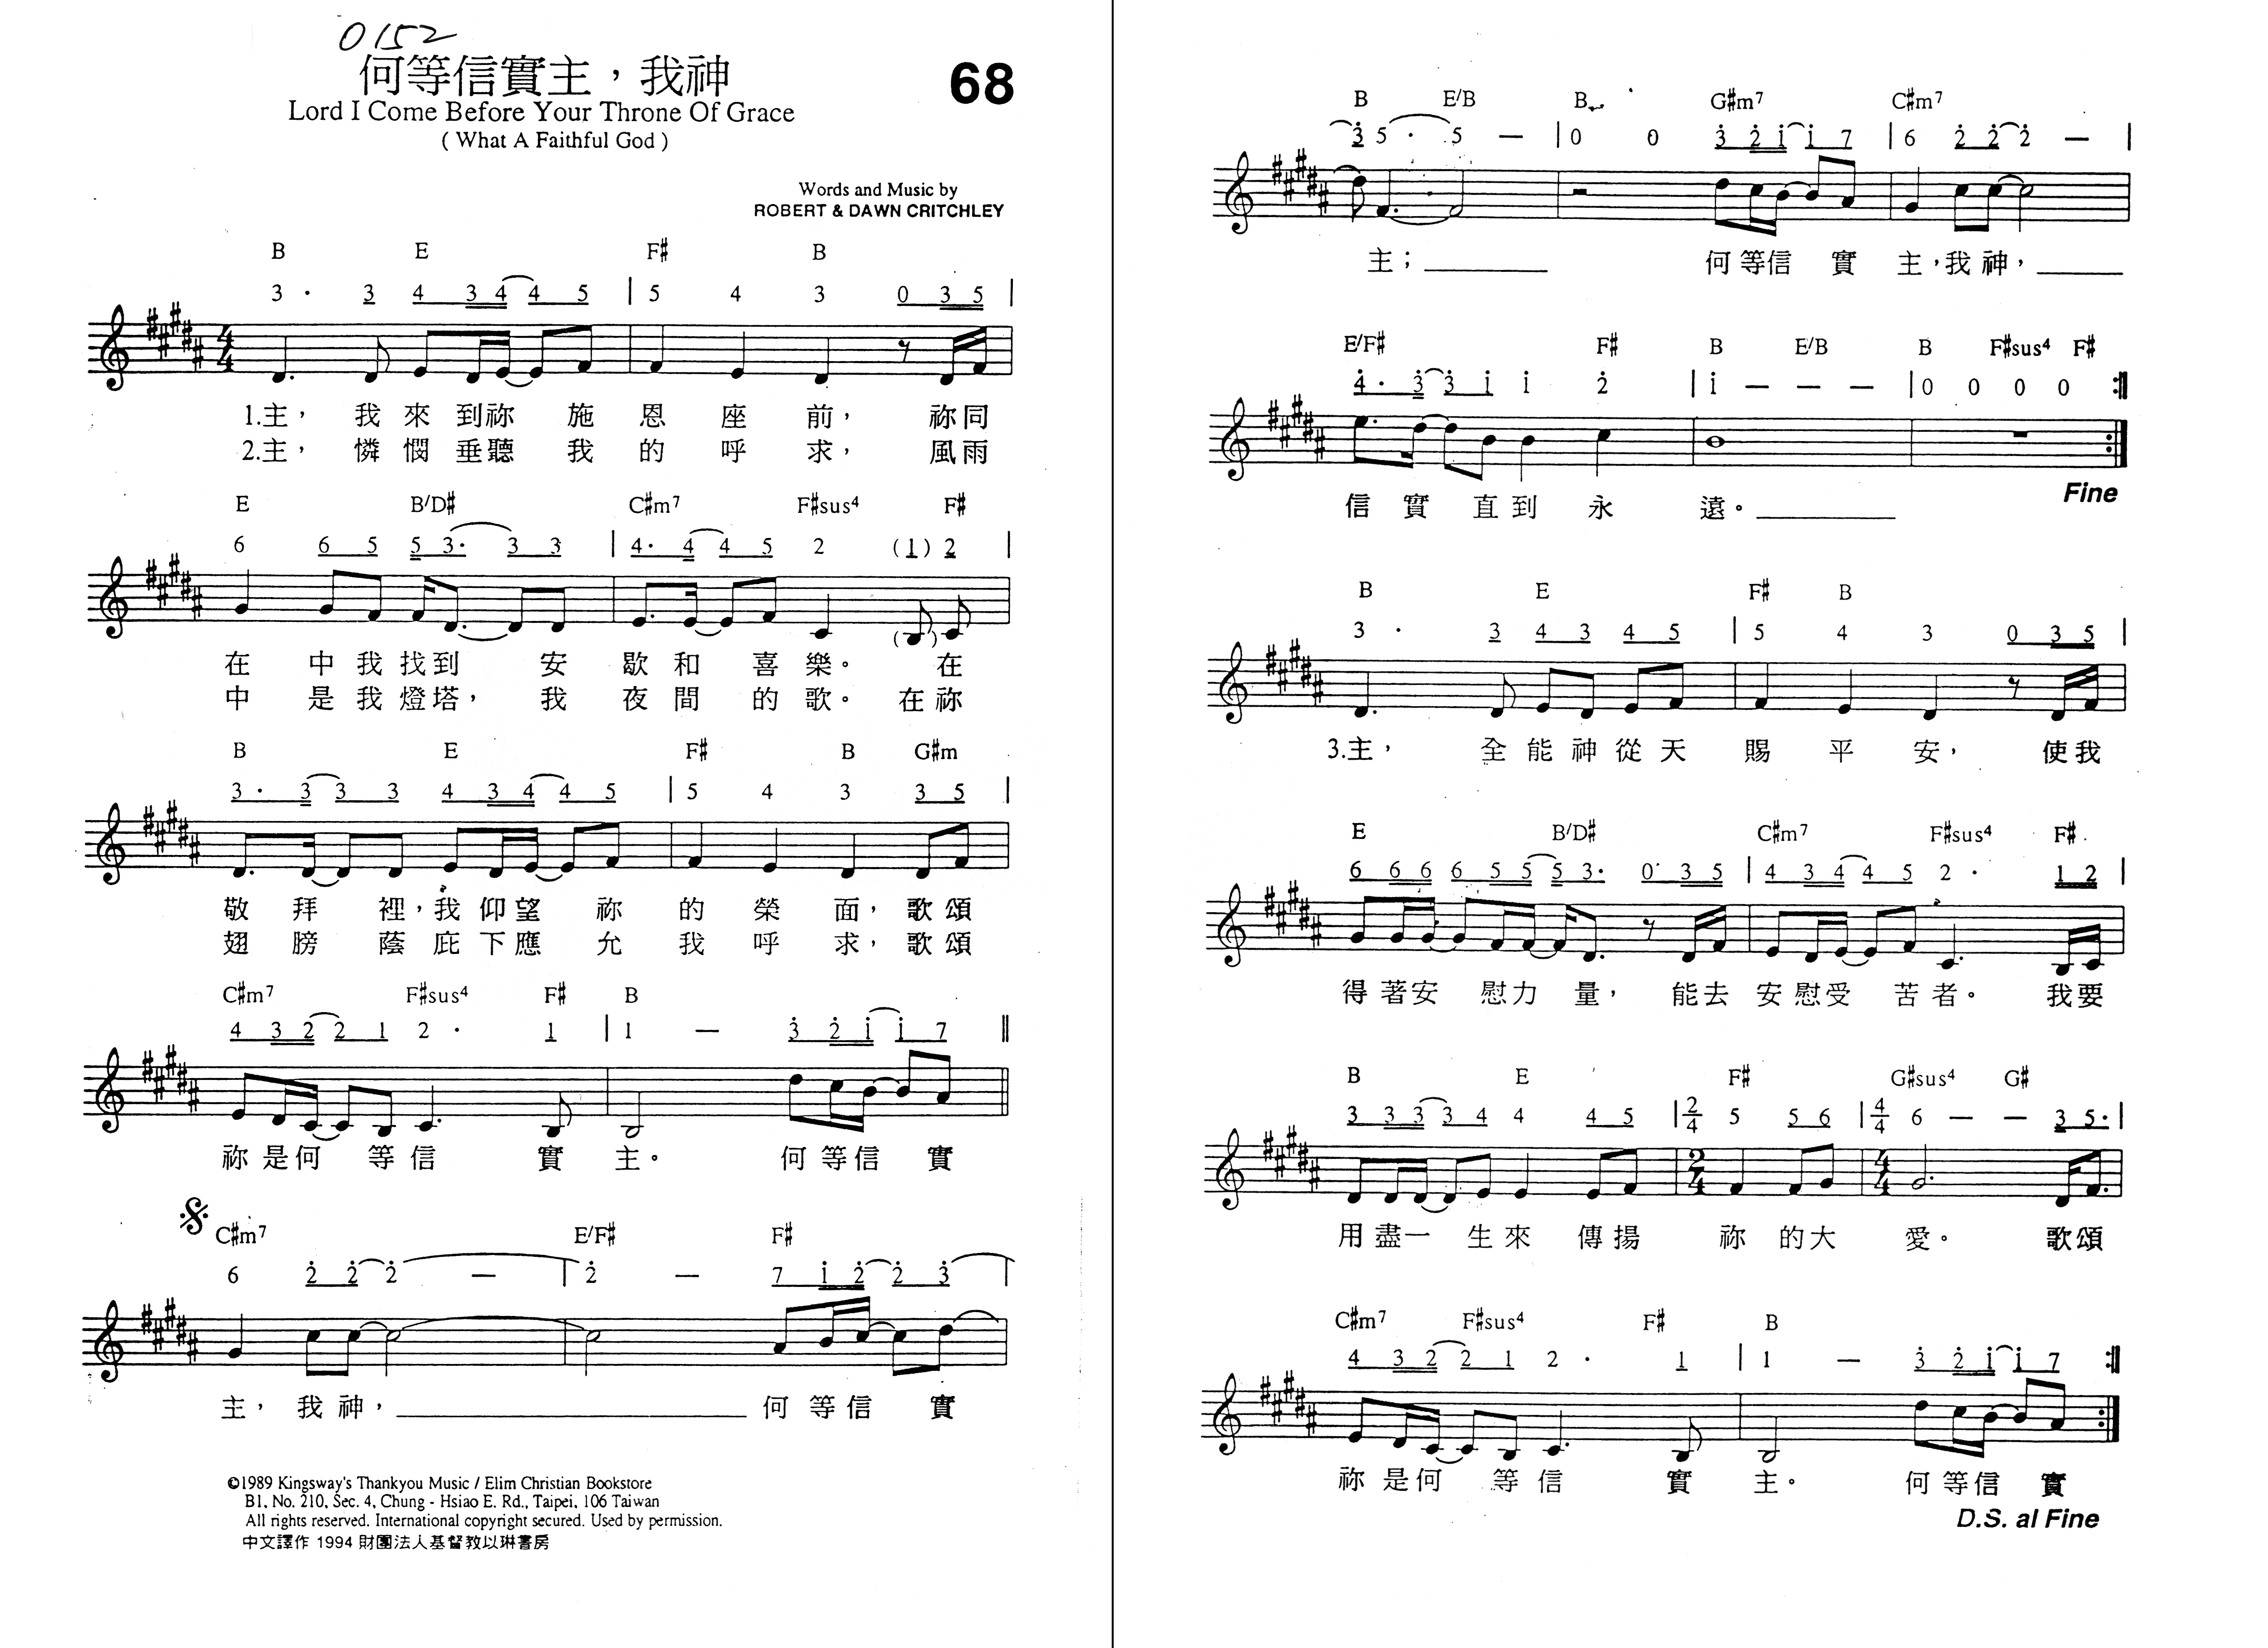 0152
何等信實主，我神
68
Lord I Come Before Your Throne Of Grace
( What A Faithful God )
Words and Music by
ROBERT & DAWN CRITCHLEY
B E F# B
3 · 3 4 3 4 4 5 | 5 4 3 0 3 5 |
1.主， 我 來 到祢 施 恩 座 前， 祢同
2.主， 憐 憫 垂聽 我 的 呼 求， 風雨
E B/D# C#m7 F#sus4 F#
6 6 5 5 3· 3 3 | 4· 4 4 5 2 (1) 2 |
在 中 我 找到 安 歇 和 喜 樂。 在
中 是 我 燈塔， 我 夜 間 的 歌。 在 祢
B E F# B G#m
3 · 3 3 3 4 3 4 4 5 | 5 4 3 3 5 |
敬 拜 裡，我 仰望 祢 的 榮 面， 歌頌
翅 膀 蔭 庇 下應 允 我 呼 求， 歌頌
C#m7 F#sus4 F# B
4 3 2 2 1 2 · 1 | 1 — 3 2 1 1 7 ‖
祢 是何 等 信 實 主。 何 等信 實
C#m7 E/F# F#
6 2 2 2 — | 2 — 7 1 2 2 3 |
主， 我 神， 何 等 信 實
©1989 Kingsway's Thankyou Music / Elim Christian Bookstore
B1, No. 210, Sec. 4, Chung - Hsiao E. Rd., Taipei, 106 Taiwan
All rights reserved. International copyright secured. Used by permission.
中文譯作 1994 財團法人基督教以琳書房
B E/B B G#m7 C#m7
3 5 · 5 — | 0 0 3 2 1 1 7 | 6 2 2 2 — |
主； 何 等信 實 主，我 神，
E/F# F# B E/B B F#sus4 F#
4 · 3 3 1 1 2 | 1 — — — | 0 0 0 0 :‖
信 實 直 到 永 遠。
Fine
B E F# B
3 · 3 4 3 4 5 | 5 4 3 0 3 5 |
3.主， 全 能 神 從 天 賜 平 安， 使我
E B/D# C#m7 F#sus4 F#
6 6 6 6 5 5 5 3· 0 3 5 | 4 3 4 4 5 2 · 1 2 |
得 著安 慰力 量， 能去 安慰受 苦 者。 我要
B E F# G#sus4 G#
3 3 3 3 4 4 4 5 | 2/4 5 5 6 | 4/4 6 — — 3 5· |
用 盡一 生 來 傳 揚 祢 的 大 愛。 歌頌
C#m7 F#sus4 F# B
4 3 2 2 1 2 · 1 | 1 — 3 2 1 1 7 :‖
祢 是何 等 信 實 主。 何 等信 實
D.S. al Fine